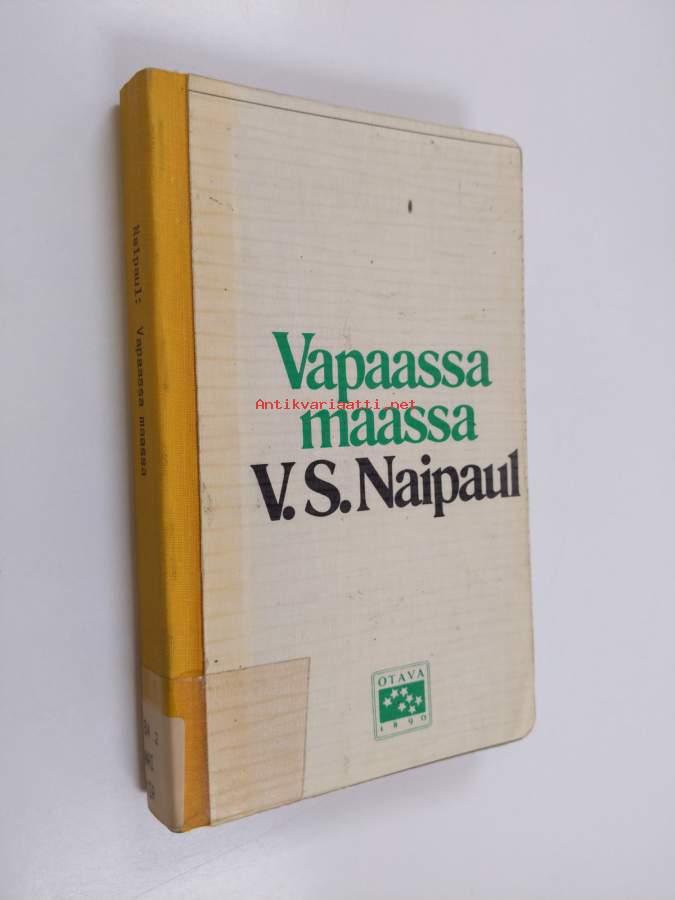 Vapaassa
maassa
V. S. Naipaul
Antikvariaatti.net
OTAVA
1890
Naipaul: Vapaassa maassa